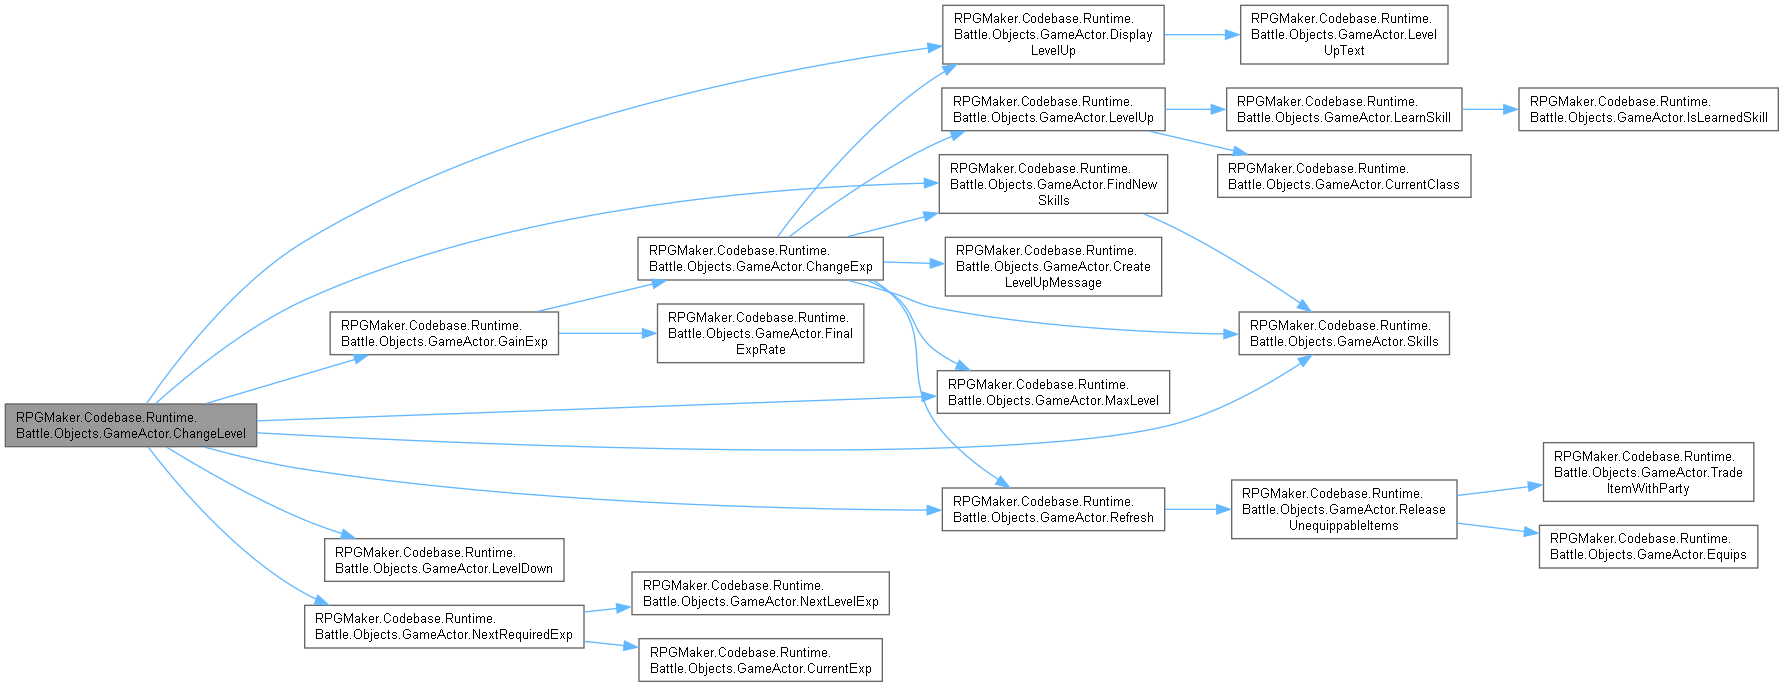 RPGMaker.Codebase.Runtime.
Battle.Objects.GameActor.ChangeLevel
RPGMaker.Codebase.Runtime.
Battle.Objects.GameActor.Display
LevelUp
RPGMaker.Codebase.Runtime.
Battle.Objects.GameActor.Level
UpText
RPGMaker.Codebase.Runtime.
Battle.Objects.GameActor.LevelUp
RPGMaker.Codebase.Runtime.
Battle.Objects.GameActor.LearnSkill
RPGMaker.Codebase.Runtime.
Battle.Objects.GameActor.IsLearnedSkill
RPGMaker.Codebase.Runtime.
Battle.Objects.GameActor.CurrentClass
RPGMaker.Codebase.Runtime.
Battle.Objects.GameActor.FindNew
Skills
RPGMaker.Codebase.Runtime.
Battle.Objects.GameActor.ChangeExp
RPGMaker.Codebase.Runtime.
Battle.Objects.GameActor.Create
LevelUpMessage
RPGMaker.Codebase.Runtime.
Battle.Objects.GameActor.GainExp
RPGMaker.Codebase.Runtime.
Battle.Objects.GameActor.Final
ExpRate
RPGMaker.Codebase.Runtime.
Battle.Objects.GameActor.Skills
RPGMaker.Codebase.Runtime.
Battle.Objects.GameActor.MaxLevel
RPGMaker.Codebase.Runtime.
Battle.Objects.GameActor.Refresh
RPGMaker.Codebase.Runtime.
Battle.Objects.GameActor.Release
UnequippableItems
RPGMaker.Codebase.Runtime.
Battle.Objects.GameActor.Trade
ItemWithParty
RPGMaker.Codebase.Runtime.
Battle.Objects.GameActor.Equips
RPGMaker.Codebase.Runtime.
Battle.Objects.GameActor.LevelDown
RPGMaker.Codebase.Runtime.
Battle.Objects.GameActor.NextRequiredExp
RPGMaker.Codebase.Runtime.
Battle.Objects.GameActor.NextLevelExp
RPGMaker.Codebase.Runtime.
Battle.Objects.GameActor.CurrentExp